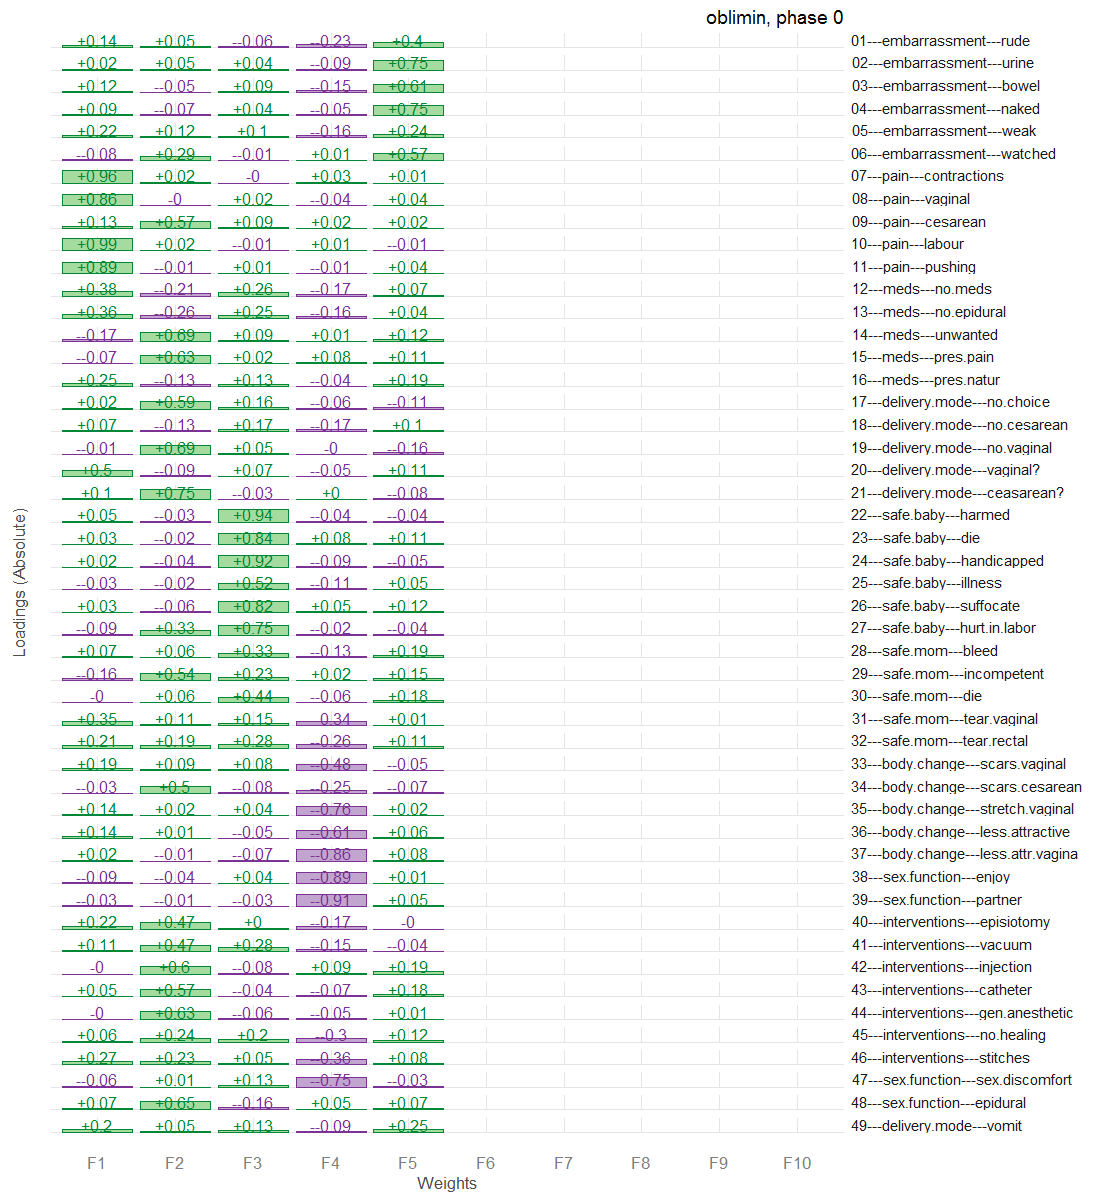 oblimin, phase 0
+0.14 +0.05 --0.06 --0.23 +0.4 01---embarrassment---rude
+0.02 +0.05 +0.04 --0.09 +0.75 02---embarrassment---urine
+0.12 --0.05 +0.09 --0.15 +0.61 03---embarrassment---bowel
+0.09 --0.07 +0.04 --0.05 +0.75 04---embarrassment---naked
+0.22 +0.12 +0.1 --0.16 +0.24 05---embarrassment---weak
--0.08 +0.29 --0.01 +0.01 +0.57 06---embarrassment---watched
+0.96 +0.02 -0 +0.03 +0.01 07---pain---contractions
+0.86 -0 +0.02 --0.04 +0.04 08---pain---vaginal
+0.13 +0.57 +0.09 +0.02 +0.02 09---pain---cesarean
+0.99 +0.02 --0.01 +0.01 --0.01 10---pain---labour
+0.89 --0.01 +0.01 --0.01 +0.04 11---pain---pushing
+0.38 --0.21 +0.26 --0.17 +0.07 12---meds---no.meds
+0.36 --0.26 +0.25 --0.16 +0.04 13---meds---no.epidural
--0.17 +0.69 +0.09 +0.01 +0.12 14---meds---unwanted
--0.07 +0.63 +0.02 +0.08 +0.11 15---meds---pres.pain
+0.25 --0.13 +0.13 --0.04 +0.19 16---meds---pres.natur
+0.02 +0.59 +0.16 --0.06 --0.11 17---delivery.mode---no.choice
+0.07 --0.13 +0.17 --0.17 +0.1 18---delivery.mode---no.cesarean
--0.01 +0.69 +0.05 -0 --0.16 19---delivery.mode---no.vaginal
+0.5 --0.09 +0.07 --0.05 +0.11 20---delivery.mode---vaginal?
+0.1 +0.75 --0.03 +0 --0.08 21---delivery.mode---ceasarean?
+0.05 --0.03 +0.94 --0.04 --0.04 22---safe.baby---harmed
+0.03 --0.02 +0.84 +0.08 +0.11 23---safe.baby---die
+0.02 --0.04 +0.92 --0.09 --0.05 24---safe.baby---handicapped
--0.03 --0.02 +0.52 --0.11 +0.05 25---safe.baby---illness
+0.03 --0.06 +0.82 +0.05 +0.12 26---safe.baby---suffocate
--0.09 +0.33 +0.75 --0.02 --0.04 27---safe.baby---hurt.in.labor
+0.07 +0.06 +0.33 --0.13 +0.19 28---safe.mom---bleed
--0.16 +0.54 +0.23 +0.02 +0.15 29---safe.mom---incompetent
-0 +0.06 +0.44 --0.06 +0.18 30---safe.mom---die
+0.35 +0.11 +0.15 --0.34 +0.01 31---safe.mom---tear.vaginal
+0.21 +0.19 +0.28 --0.26 +0.11 32---safe.mom---tear.rectal
+0.19 +0.09 +0.08 --0.48 --0.05 33---body.change---scars.vaginal
--0.03 +0.5 --0.08 --0.25 --0.07 34---body.change---scars.cesarean
+0.14 +0.02 +0.04 --0.76 +0.02 35---body.change---stretch.vaginal
+0.14 +0.01 --0.05 --0.61 +0.06 36---body.change---less.attractive
+0.02 --0.01 --0.07 --0.86 +0.08 37---body.change---less.attr.vagina
--0.09 --0.04 +0.04 --0.89 +0.01 38---sex.function---enjoy
--0.03 --0.01 --0.03 --0.91 +0.05 39---sex.function---partner
+0.22 +0.47 +0 --0.17 -0 40---interventions---episiotomy
+0.11 +0.47 +0.28 --0.15 --0.04 41---interventions---vacuum
-0 +0.6 --0.08 +0.09 +0.19 42---interventions---injection
+0.05 +0.57 --0.04 --0.07 +0.18 43---interventions---catheter
-0 +0.63 --0.06 --0.05 +0.01 44---interventions---gen.anesthetic
+0.06 +0.24 +0.2 --0.3 +0.12 45---interventions---no.healing
+0.27 +0.23 +0.05 --0.36 +0.08 46---interventions---stitches
--0.06 +0.01 +0.13 --0.75 --0.03 47---sex.function---sex.discomfort
+0.07 +0.65 --0.16 +0.05 +0.07 48---sex.function---epidural
+0.2 +0.05 +0.13 --0.09 +0.25 49---delivery.mode---vomit
F1 F2 F3 F4 F5 F6 F7 F8 F9 F10
Weights
Loadings (Absolute)